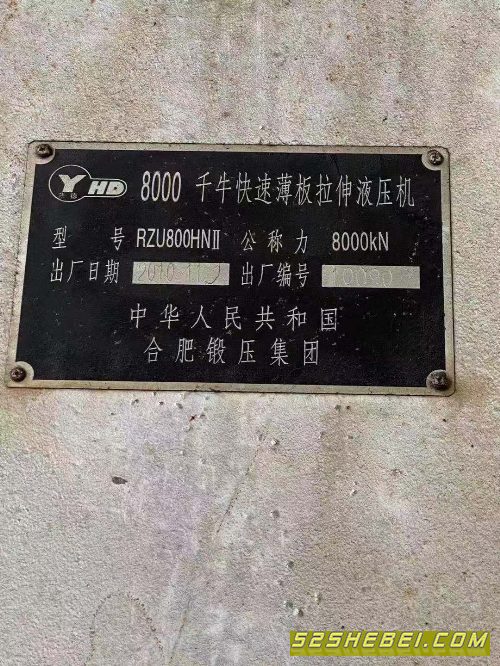 YHD 8000 千牛快速薄板拉伸液压机
型 号 RZU800HNⅡ 公称力 8000kN
出厂日期 2010 出厂编号
中华人民共和国
合肥锻压集团
52SHEBEI.COM